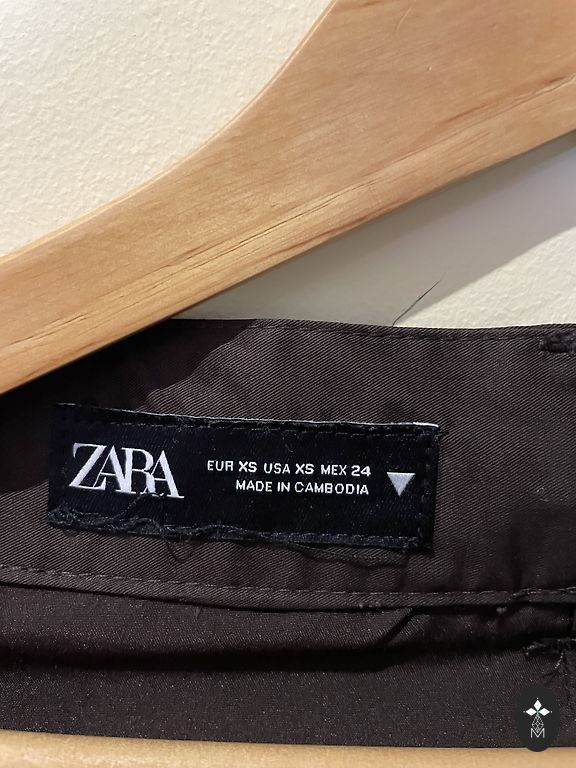 ZARA
EUR XS USA XS MEX 24
MADE IN CAMBODIA
M